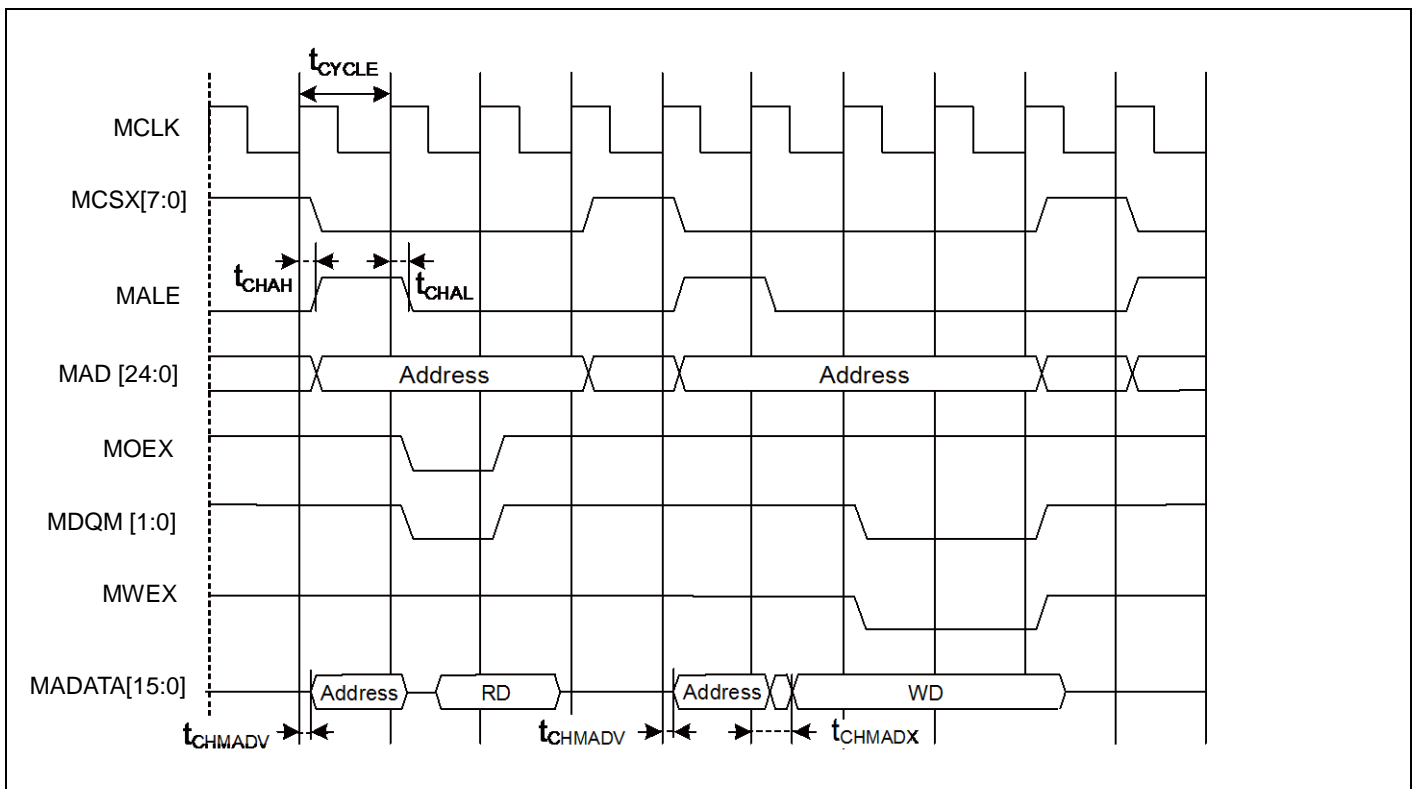 tCYCLE
MCLK
MCSX[7:0]
tCHAH
tCHAL
MALE
MAD [24:0]
Address
Address
MOEX
MDQM [1:0]
MWEX
MADATA[15:0]
Address
RD
Address
WD
tCHMADV
tCHMADV
tCHMADX